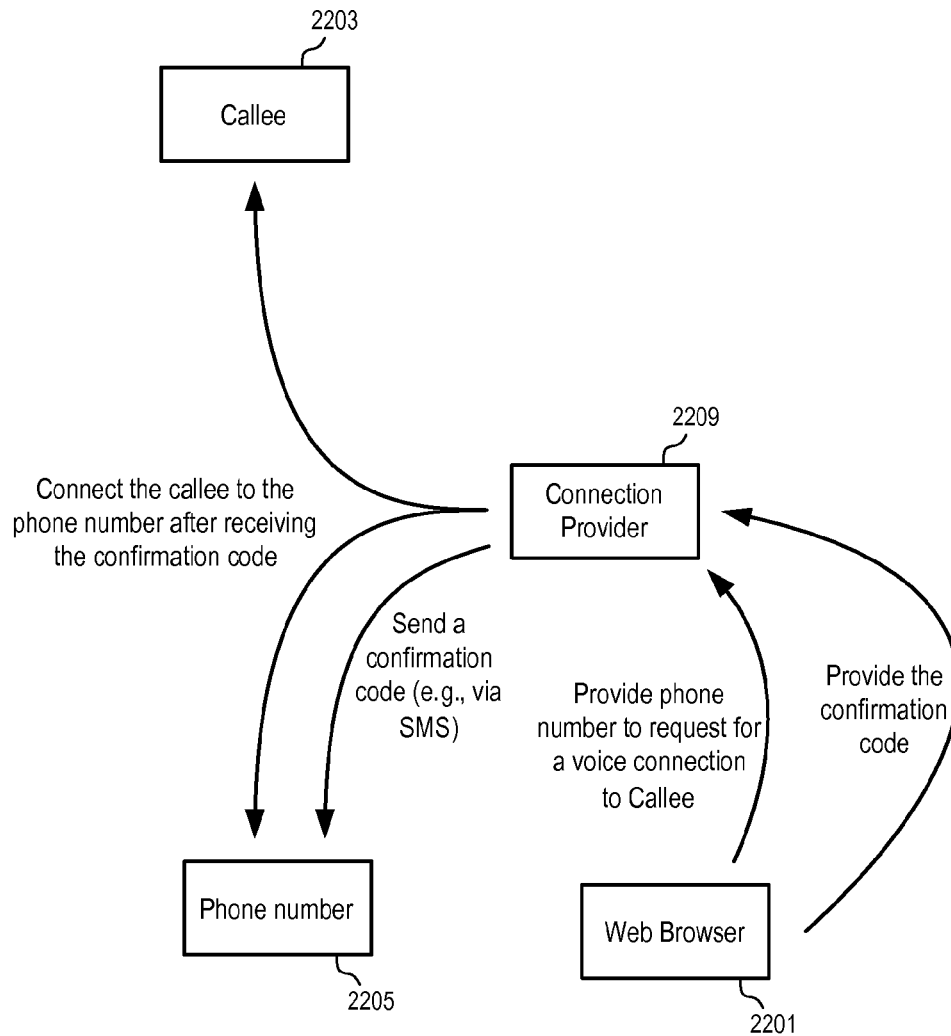 2203
Callee
2209
Connection
Provider
Connect the callee to the
phone number after receiving
the confirmation code
Send a
confirmation
code (e.g., via
SMS)
Provide phone
number to request for
a voice connection
to Callee
Provide the
confirmation
code
Phone number
2205
Web Browser
2201